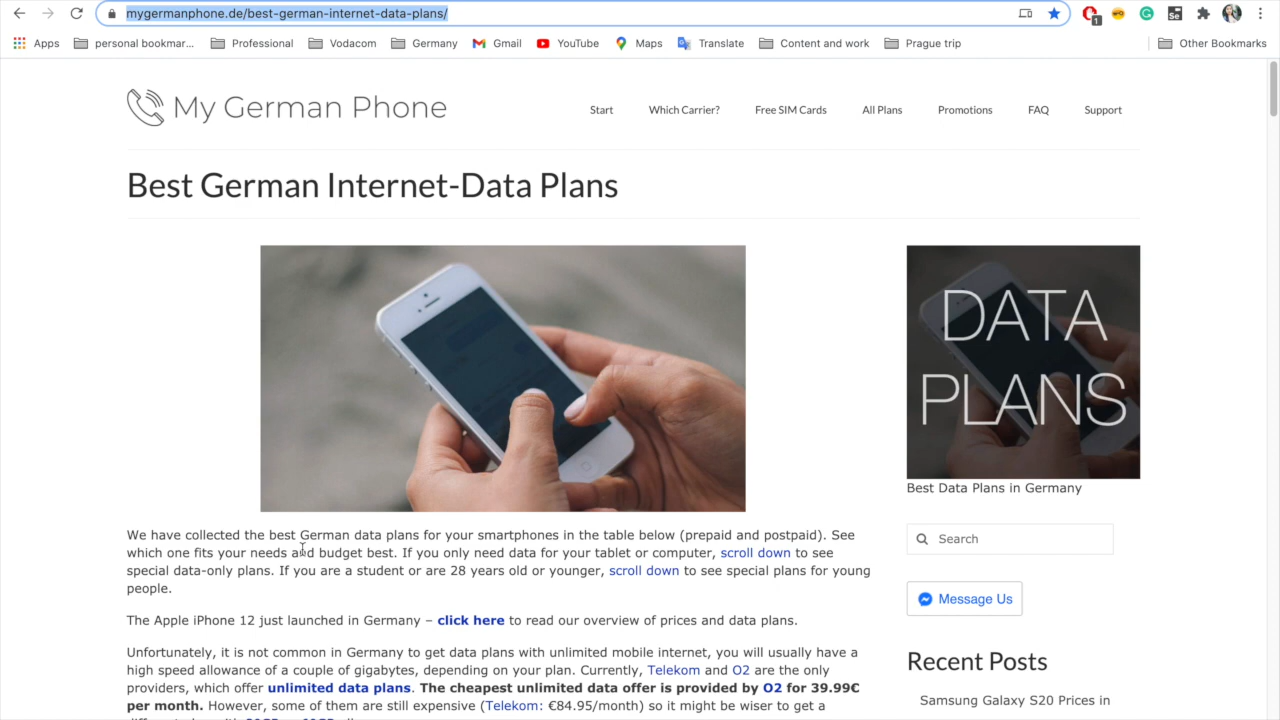 mygermanphone.de/best-german-internet-data-plans/
1
Se
Apps personal bookmar... Professional Vodacom Germany Gmail YouTube Maps Translate Content and work Prague trip Other Bookmarks
My German Phone
Start Which Carrier? Free SIM Cards All Plans Promotions FAQ Support
Best German Internet-Data Plans
DATA
PLANS
Best Data Plans in Germany
Search
Message Us
Recent Posts
Samsung Galaxy S20 Prices in
We have collected the best German data plans for your smartphones in the table below (prepaid and postpaid). See
which one fits your needs and budget best. If you only need data for your tablet or computer, scroll down to see
special data-only plans. If you are a student or are 28 years old or younger, scroll down to see special plans for young
people.
The Apple iPhone 12 just launched in Germany – click here to read our overview of prices and data plans.
Unfortunately, it is not common in Germany to get data plans with unlimited mobile internet, you will usually have a
high speed allowance of a couple of gigabytes, depending on your plan. Currently, Telekom and O2 are the only
providers, which offer unlimited data plans. The cheapest unlimited data offer is provided by O2 for 39.99€
per month. However, some of them are still expensive (Telekom: €84.95/month) so it might be wiser to get a